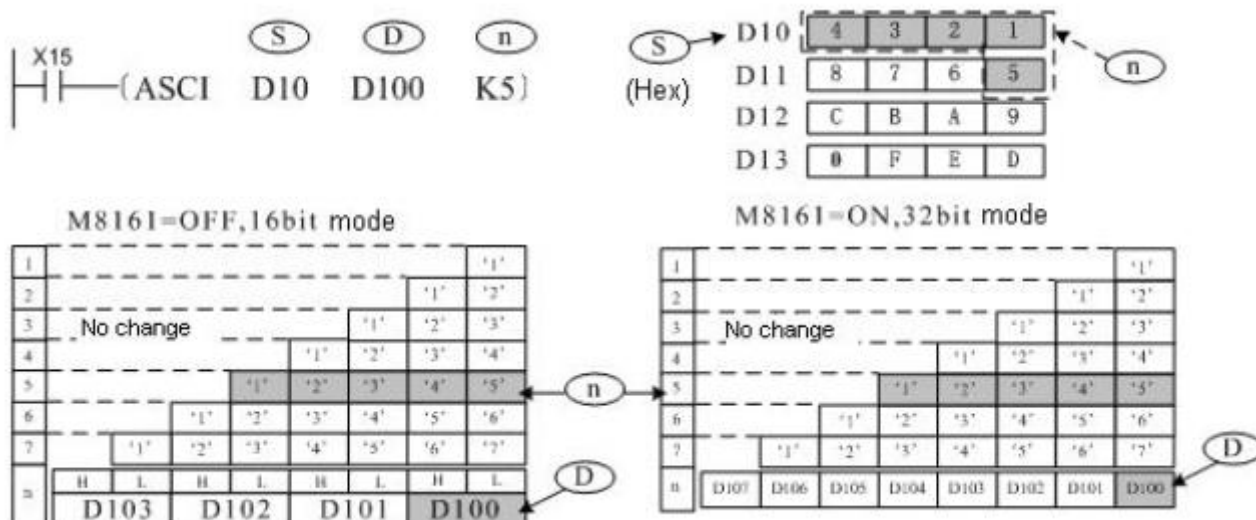 X15
S D n
(ASCI D10 D100 K5)
S
(Hex)
D10 4 3 2 1
D11 8 7 6 5
D12 C B A 9
D13 0 F E D
n
M8161=OFF,16bit mode
1 '1'
2 '1' '2'
3 No change '1' '2' '3'
4 '1' '2' '3' '4'
5 '1' '2' '3' '4' '5'
6 '1' '2' '3' '4' '5' '6'
7 '1' '2' '3' '4' '5' '6' '7'
n H L H L H L H L
D103 D102 D101 D100
n
D
M8161=ON,32bit mode
1 '1'
2 '1' '2'
3 No change '1' '2' '3'
4 '1' '2' '3' '4'
5 '1' '2' '3' '4' '5'
6 '1' '2' '3' '4' '5' '6'
7 '1' '2' '3' '4' '5' '6' '7'
n D107 D106 D105 D104 D103 D102 D101 D100
D